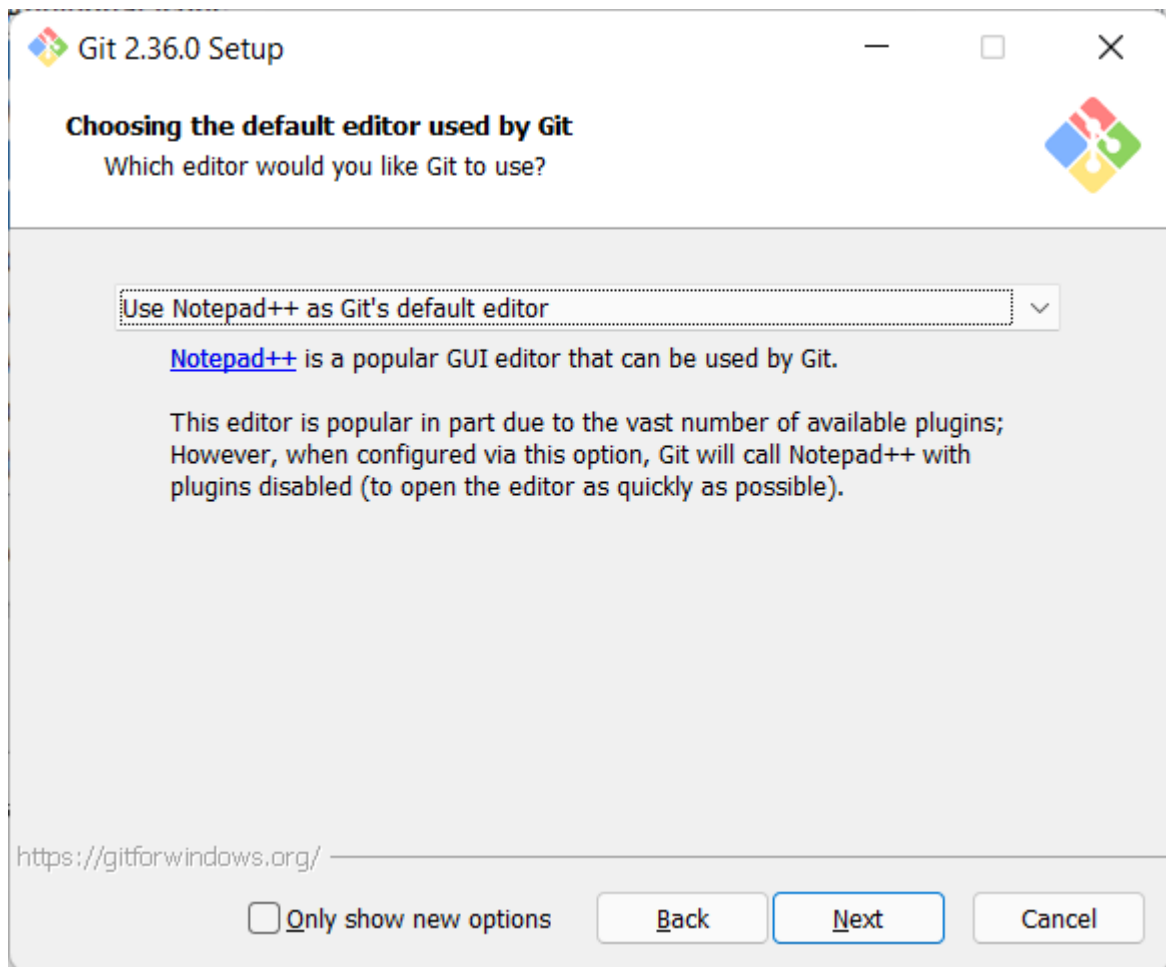 Git 2.36.0 Setup
Choosing the default editor used by Git
Which editor would you like Git to use?
Use Notepad++ as Git's default editor
Notepad++ is a popular GUI editor that can be used by Git.
This editor is popular in part due to the vast number of available plugins;
However, when configured via this option, Git will call Notepad++ with
plugins disabled (to open the editor as quickly as possible).
https://gitforwindows.org/
Only show new options
Back
Next
Cancel